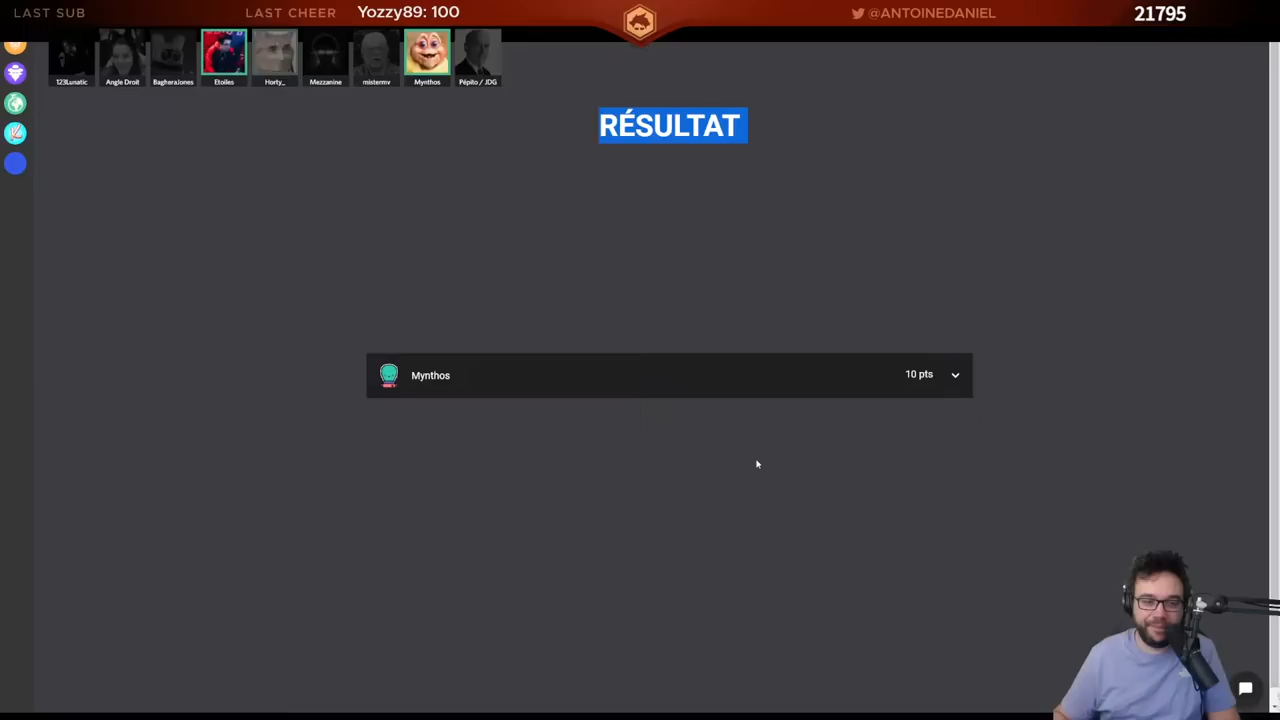 LAST SUB
LAST CHEER
Yozzy89: 100
@ANTOINEDANIEL
21795
123Lunatic
Angle Droit
BagheraJones
Etoiles
Horty_
Mezzanine
mistermv
Mynthos
Pépito / JDG
RÉSULTAT
Mynthos
10 pts